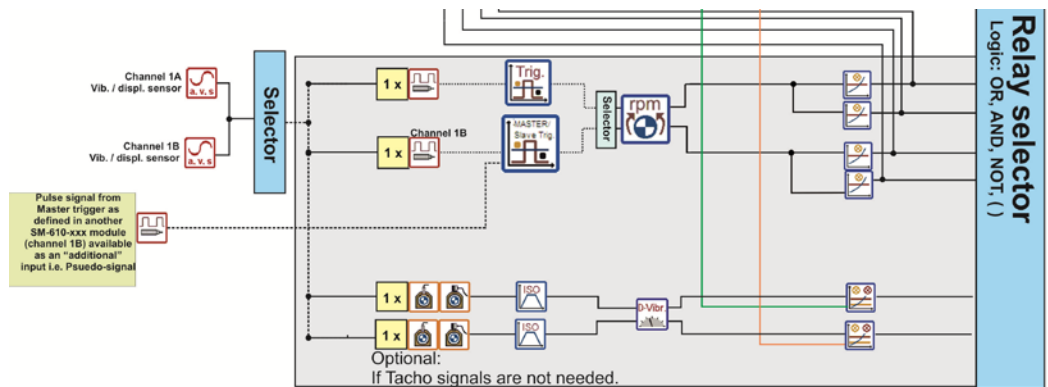 Channel 1A
Vib. / displ. sensor
a. v. s
Channel 1B
Vib. / displ. sensor
a. v. s
Selector
Pulse signal from
Master trigger as
defined in another
SM-610-xxx module
(channel 1B) available
as an “additional”
input i.e. Psuedo-signal
1 x
Trig.
Channel 1B
1 x
MASTER/
Slave Trig.
Selector
rpm
1 x
ISO
1 x
ISO
D-Vibr.
Optional:
If Tacho signals are not needed.
Relay selector
Logic: OR, AND, NOT, ( )